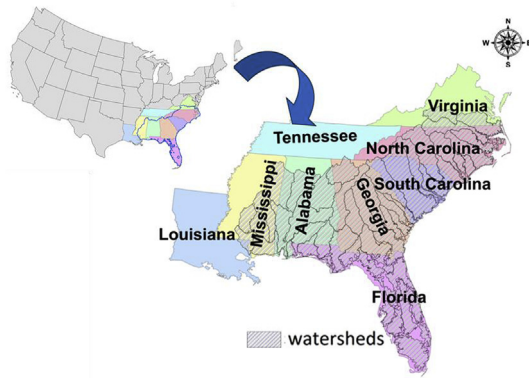 N
W
E
S
Virginia
Tennessee
North Carolina
South Carolina
Mississippi
Alabama
Georgia
Louisiana
Florida
watersheds